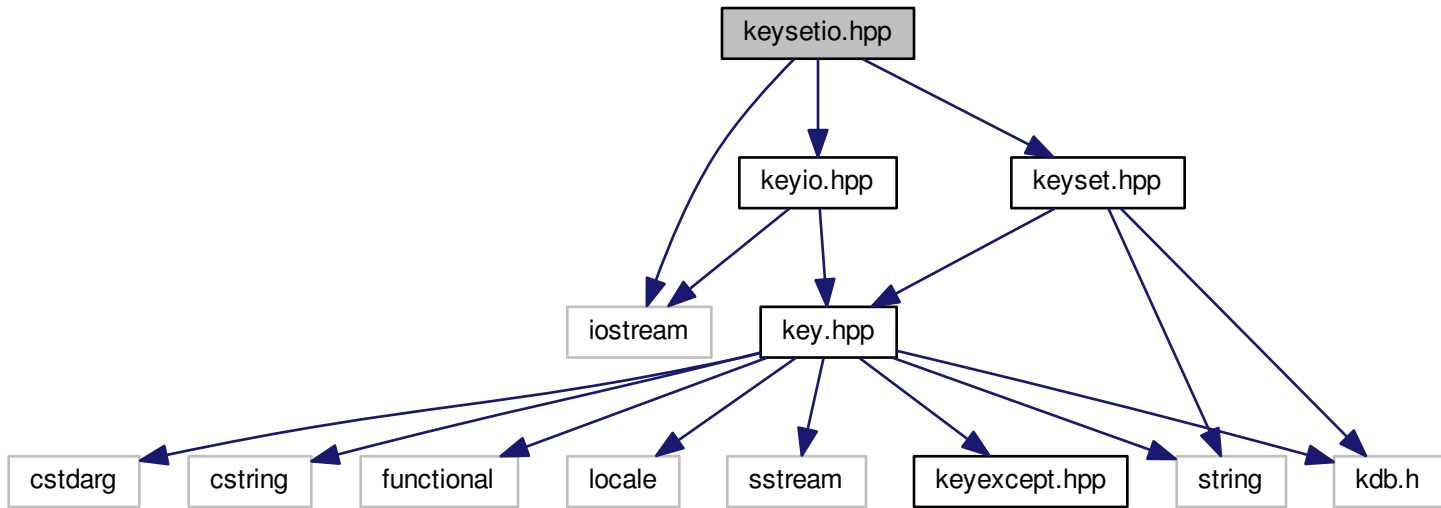 keysetio.hpp
keyio.hpp
keyset.hpp
iostream
key.hpp
cstdarg
cstring
functional
locale
sstream
keyexcept.hpp
string
kdb.h